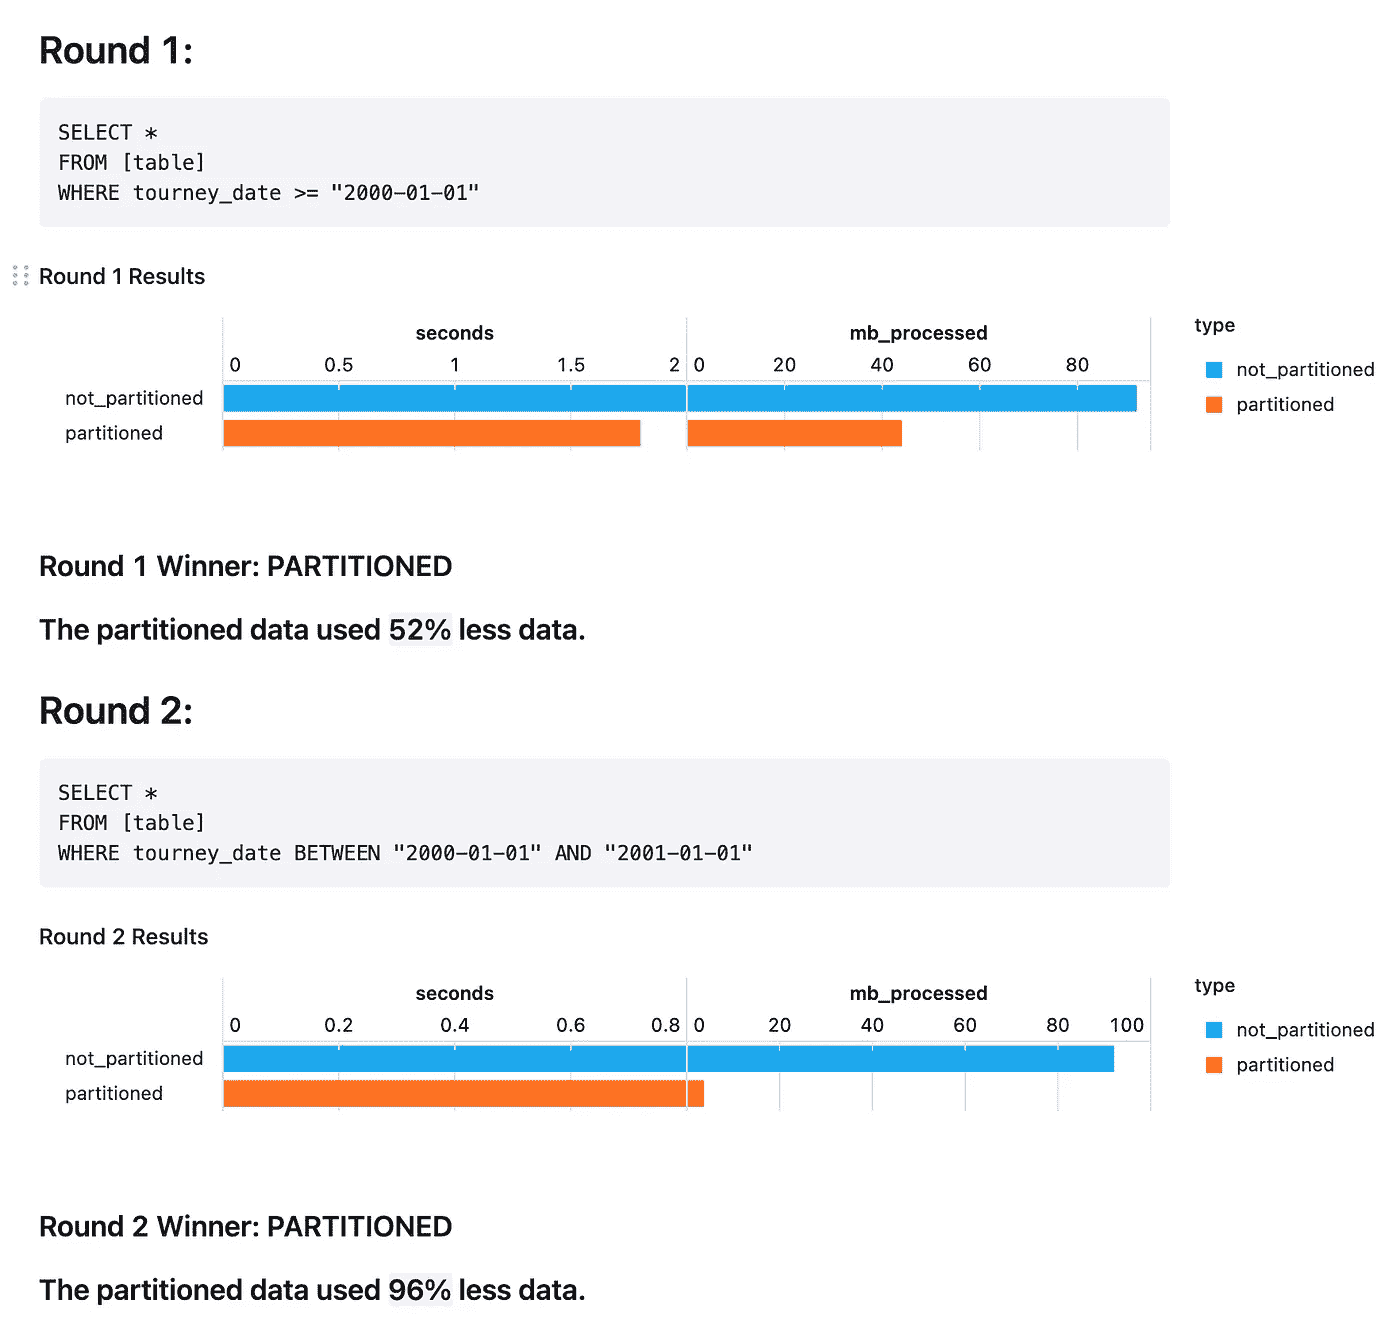 Round 1:
SELECT *
FROM [table]
WHERE tourney_date >= "2000-01-01"
Round 1 Results
seconds mb_processed
0 0.5 1 1.5 2 0 20 40 60 80
not_partitioned
partitioned
type
not_partitioned
partitioned
Round 1 Winner: PARTITIONED
The partitioned data used 52% less data.
Round 2:
SELECT *
FROM [table]
WHERE tourney_date BETWEEN "2000-01-01" AND "2001-01-01"
Round 2 Results
seconds mb_processed
0 0.2 0.4 0.6 0.8 0 20 40 60 80 100
not_partitioned
partitioned
type
not_partitioned
partitioned
Round 2 Winner: PARTITIONED
The partitioned data used 96% less data.